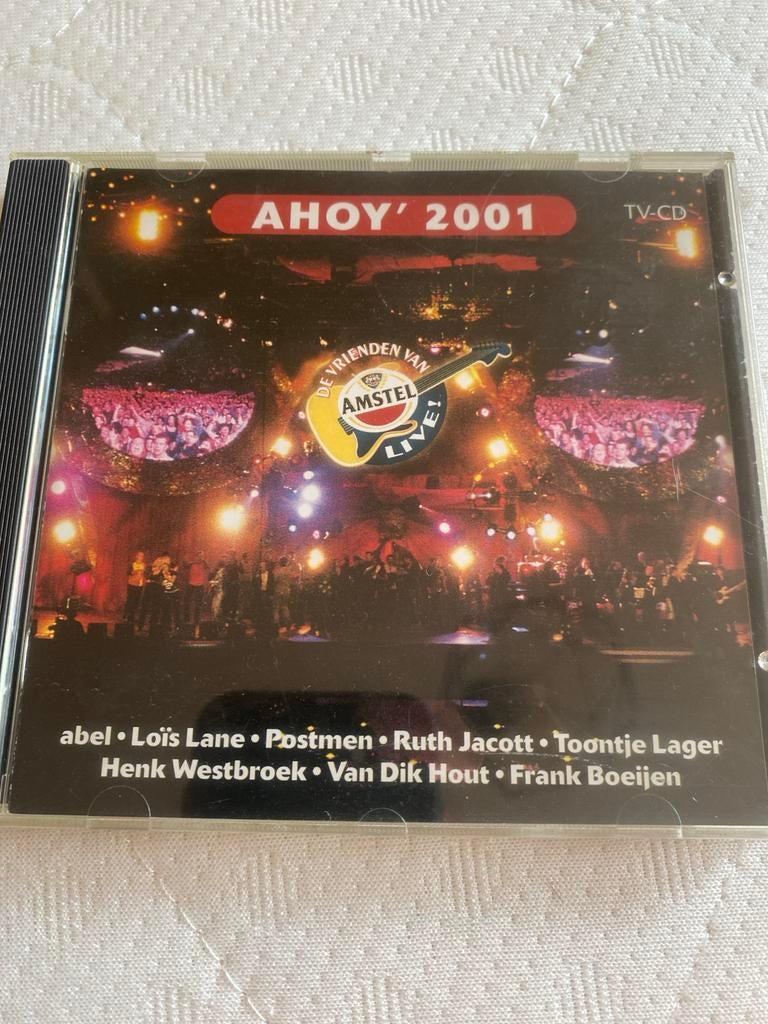 AHOY' 2001
TV-CD
DE VRIENDEN VAN
AMSTEL
LIVE!
abel • Loïs Lane • Postmen • Ruth Jacott • Toontje Lager
Henk Westbroek • Van Dik Hout • Frank Boeijen